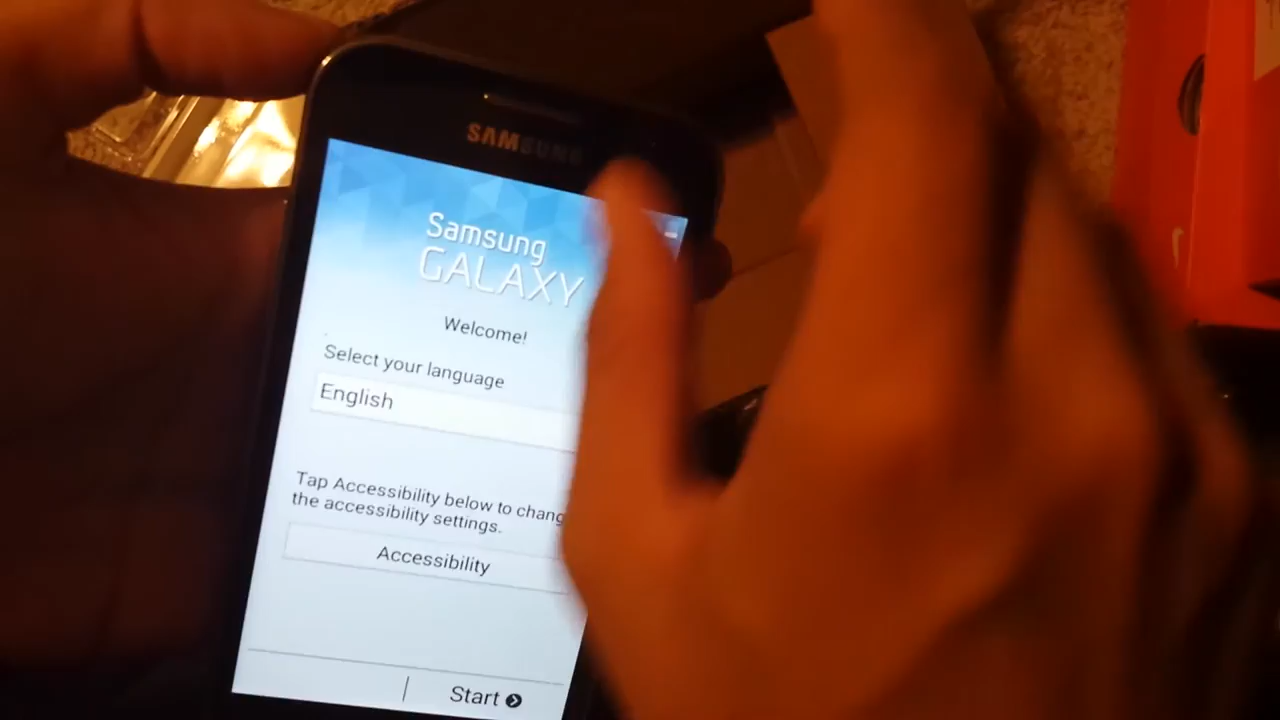 SAMSUNG
Samsung
GALAXY
Welcome!
Select your language
English
Tap Accessibility below to chang
the accessibility settings.
Accessibility
Start